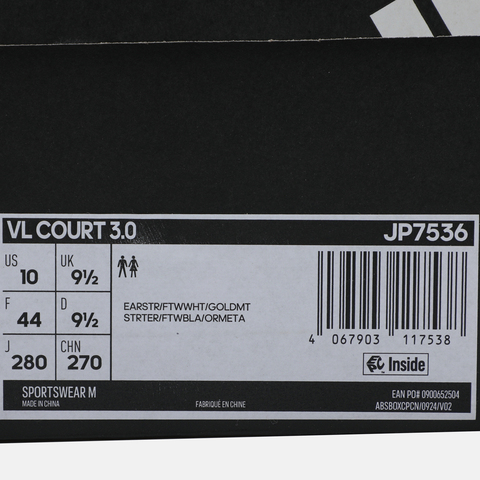 VL COURT 3.0 JP7536
US UK
10 9½
F D
44 9½
J CHN
280 270
EARSTR/FTWWHT/GOLDMT
STRTER/FTWBLA/ORMETA
4 067903 117538
Inside
SPORTSWEAR M
MADE IN CHINA
FABRIQUÉ EN CHINE
EAN PO# 0900652504
ABSBOXCPCN/0924/V02